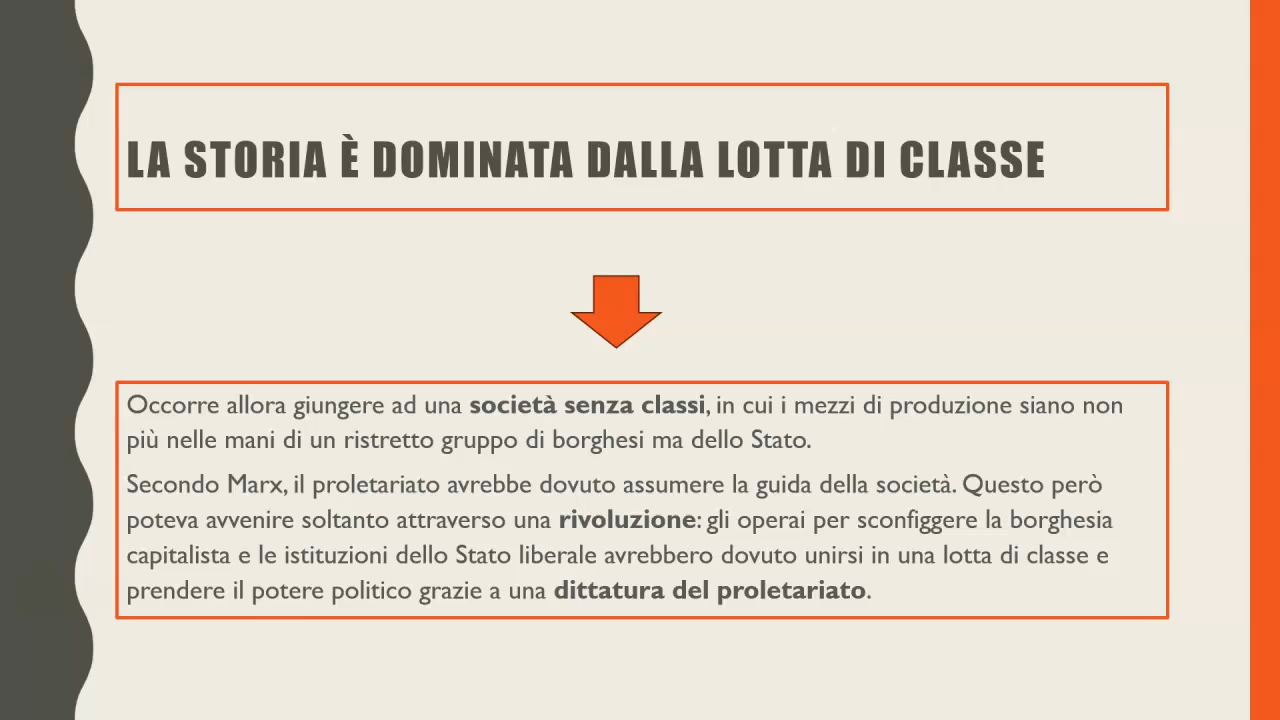 LA STORIA È DOMINATA DALLA LOTTA DI CLASSE
Occorre allora giungere ad una società senza classi, in cui i mezzi di produzione siano non
più nelle mani di un ristretto gruppo di borghesi ma dello Stato.
Secondo Marx, il proletariato avrebbe dovuto assumere la guida della società. Questo però
poteva avvenire soltanto attraverso una rivoluzione: gli operai per sconfiggere la borghesia
capitalista e le istituzioni dello Stato liberale avrebbero dovuto unirsi in una lotta di classe e
prendere il potere politico grazie a una dittatura del proletariato.